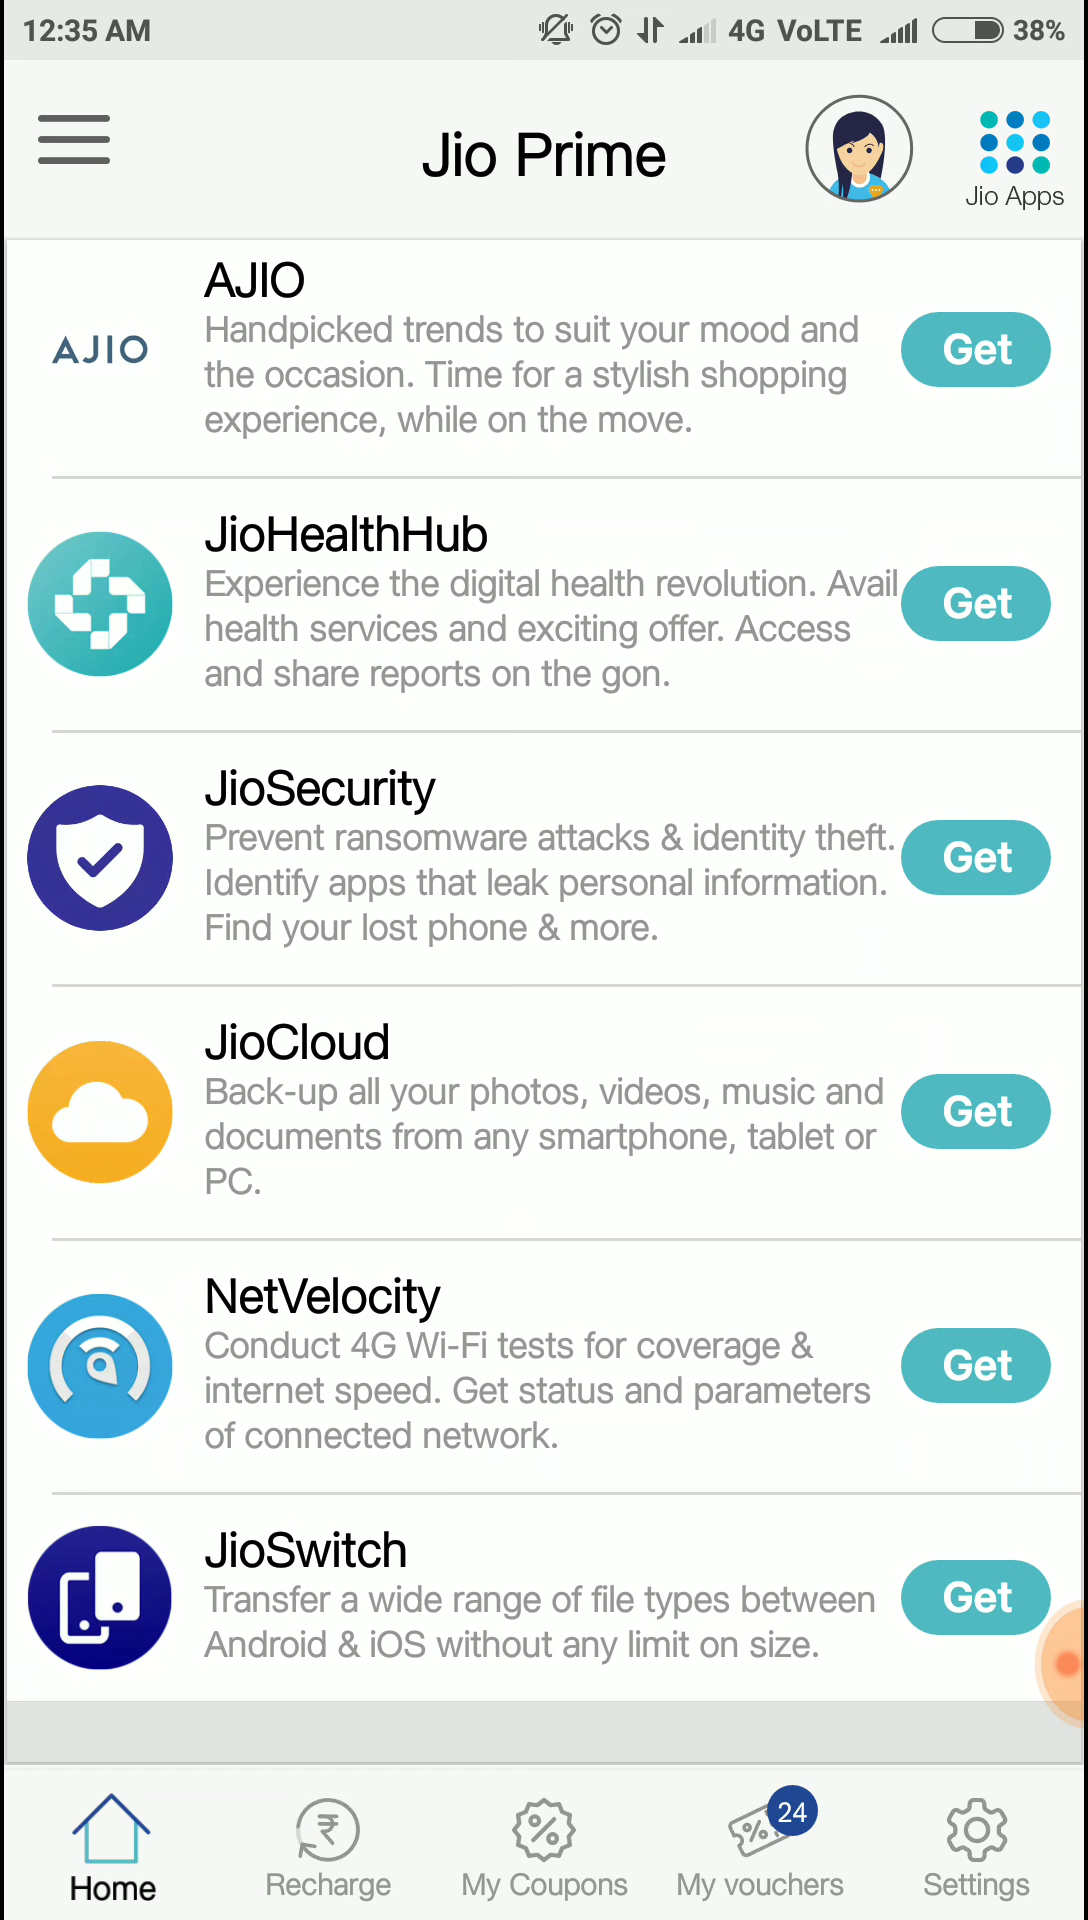 12:35 AM 4G VoLTE 38%
Jio Prime
Jio Apps
AJIO
AJIO
Handpicked trends to suit your mood and
the occasion. Time for a stylish shopping
experience, while on the move.
Get
JioHealthHub
Experience the digital health revolution. Avail
health services and exciting offer. Access
and share reports on the gon.
Get
JioSecurity
Prevent ransomware attacks & identity theft.
Identify apps that leak personal information.
Find your lost phone & more.
Get
JioCloud
Back-up all your photos, videos, music and
documents from any smartphone, tablet or
PC.
Get
NetVelocity
Conduct 4G Wi-Fi tests for coverage &
internet speed. Get status and parameters
of connected network.
Get
JioSwitch
Transfer a wide range of file types between
Android & iOS without any limit on size.
Get
24
Home Recharge My Coupons My vouchers Settings